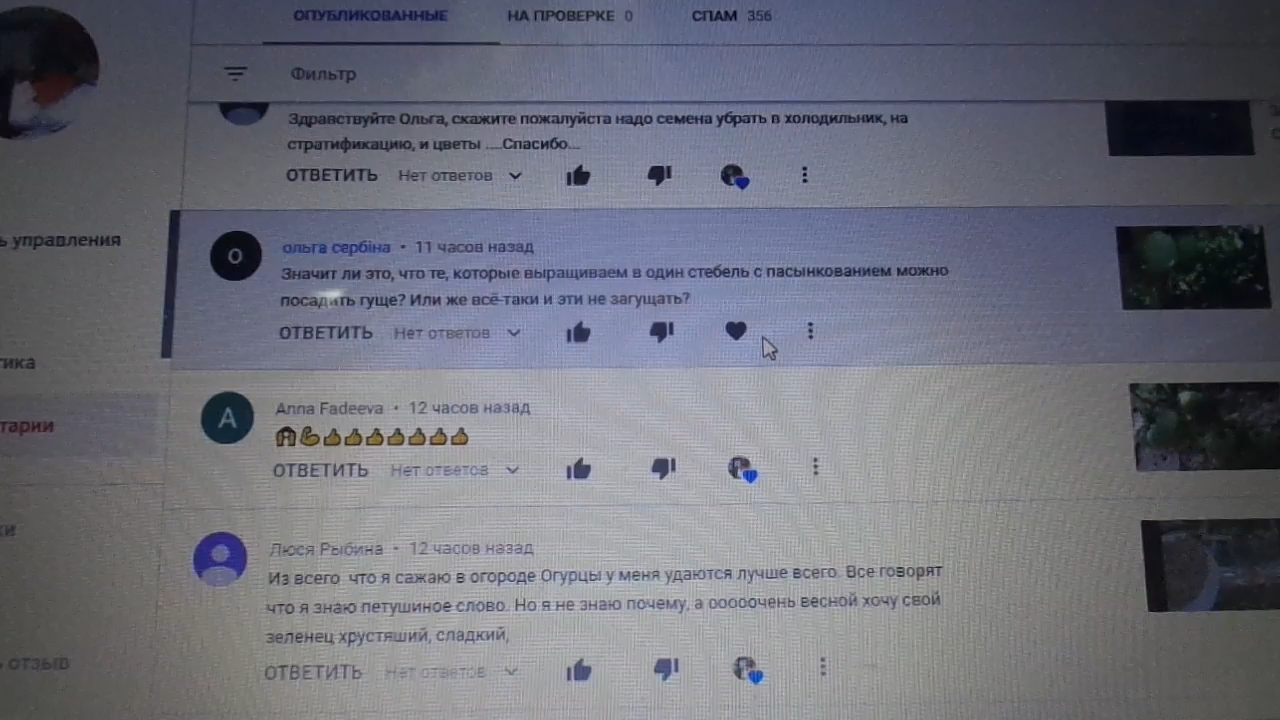 ОПУБЛИКОВАННЫЕ НА ПРОВЕРКЕ 0 СПАМ 356
Фильтр
Здравствуйте Ольга, скажите пожалуйста надо семена убрать в холодильник, на
стратификацию, и цветы ....Спасибо...
ОТВЕТИТЬ Нет ответов
ь управления
О
ольга сербіна • 11 часов назад
Значит ли это, что те, которые выращиваем в один стебель с пасынкованием можно
посадить гуще? Или же всё-таки и эти не загущать?
ОТВЕТИТЬ Нет ответов
тика
A
Anna Fadeeva • 12 часов назад
тарии
ОТВЕТИТЬ Нет ответов
ки
Люся Рыбина • 12 часов назад
Из всего что я сажаю в огороде Огурцы у меня удаются лучше всего. Все говорят
что я знаю петушиное слово. Но я не знаю почему, а ооооочень весной хочу свой
зеленец хрустяший, сладкий,
ь отзыв
ОТВЕТИТЬ Нет ответов